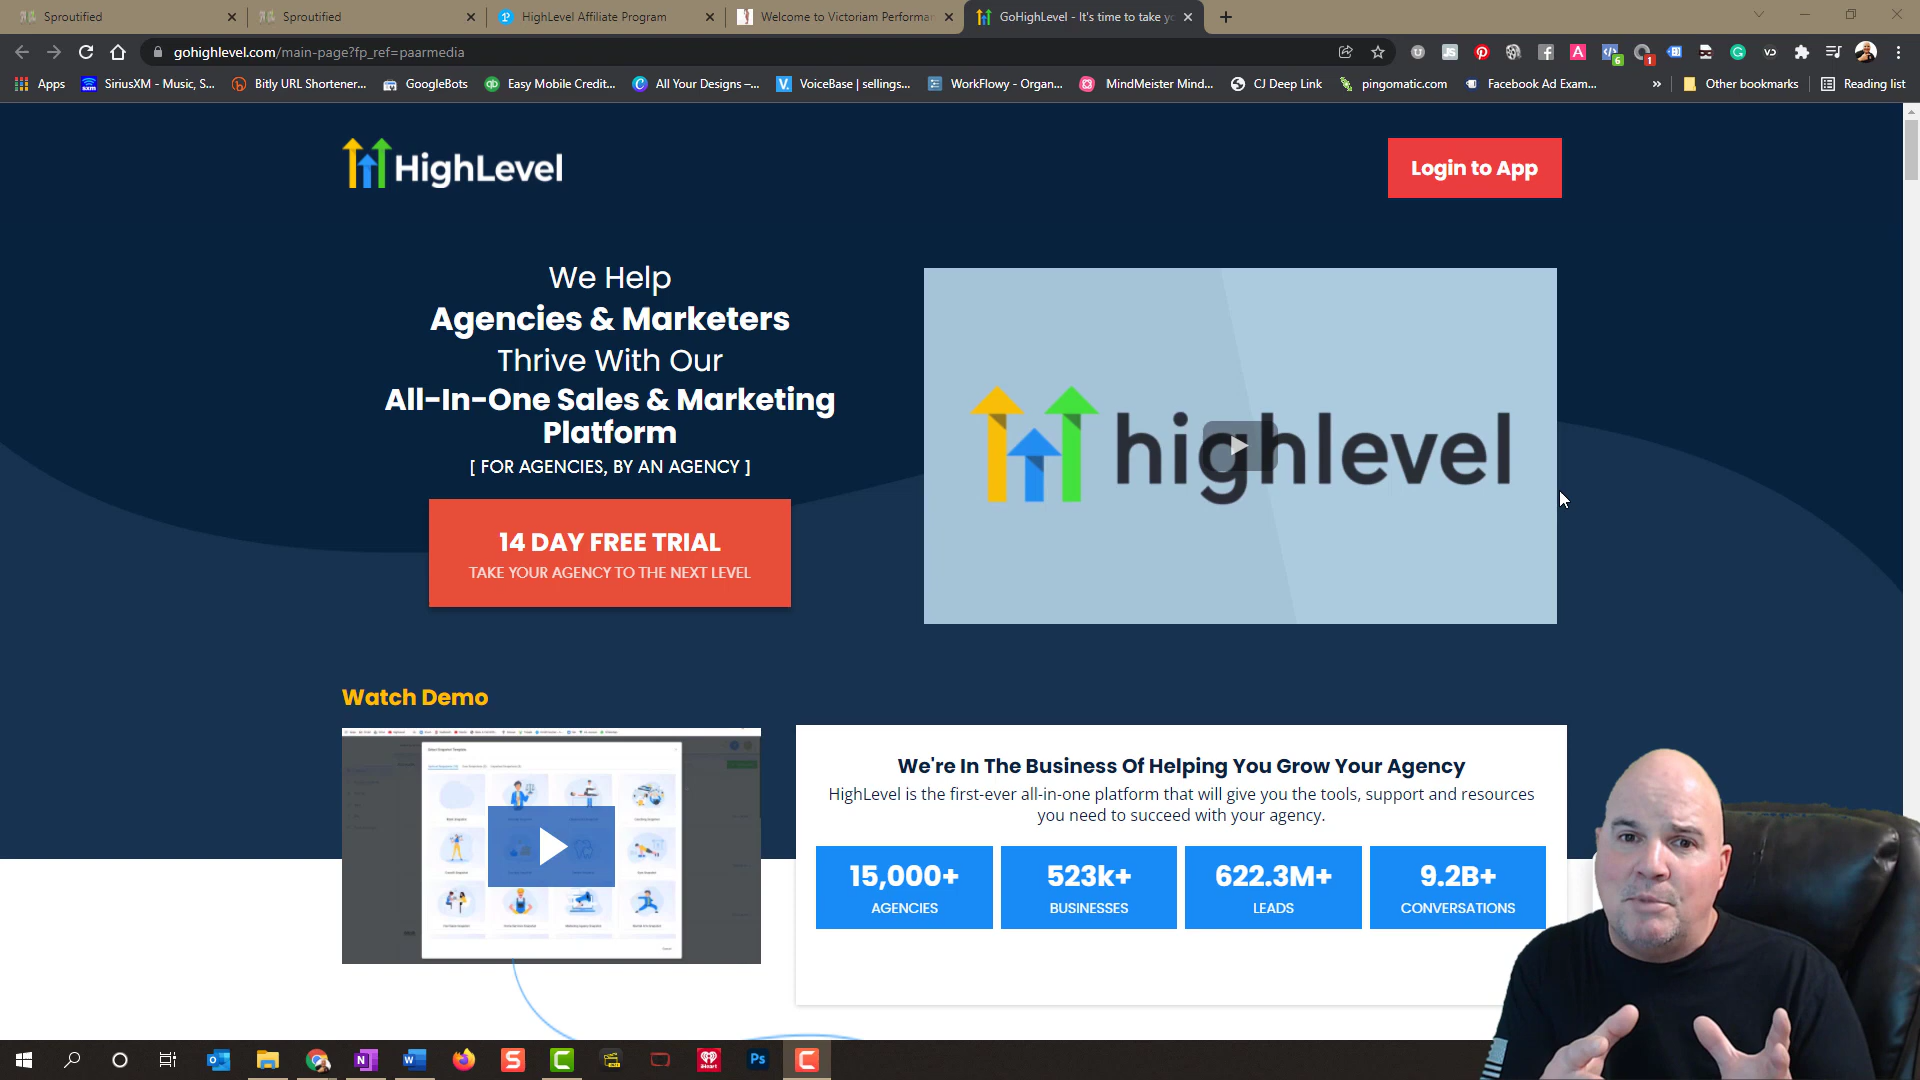 Sproutified
Sproutified
HighLevel Affiliate Program
Welcome to Victoriam Performan
GoHighLevel - It's time to take yo
gohighlevel.com/main-page?fp_ref=paarmedia
Apps
SiriusXM - Music, S...
Bitly URL Shortener...
GoogleBots
Easy Mobile Credit...
All Your Designs –...
VoiceBase | sellings...
WorkFlowy - Organ...
MindMeister Mind...
CJ Deep Link
pingomatic.com
Facebook Ad Exam...
»
Other bookmarks
Reading list
HighLevel
Login to App
We Help
Agencies & Marketers
Thrive With Our
All-In-One Sales & Marketing
Platform
[ FOR AGENCIES, BY AN AGENCY ]
14 DAY FREE TRIAL
TAKE YOUR AGENCY TO THE NEXT LEVEL
highlevel
Watch Demo
We're In The Business Of Helping You Grow Your Agency
HighLevel is the first-ever all-in-one platform that will give you the tools, support and resources
you need to succeed with your agency.
15,000+
AGENCIES
523k+
BUSINESSES
622.3M+
LEADS
9.2B+
CONVERSATIONS